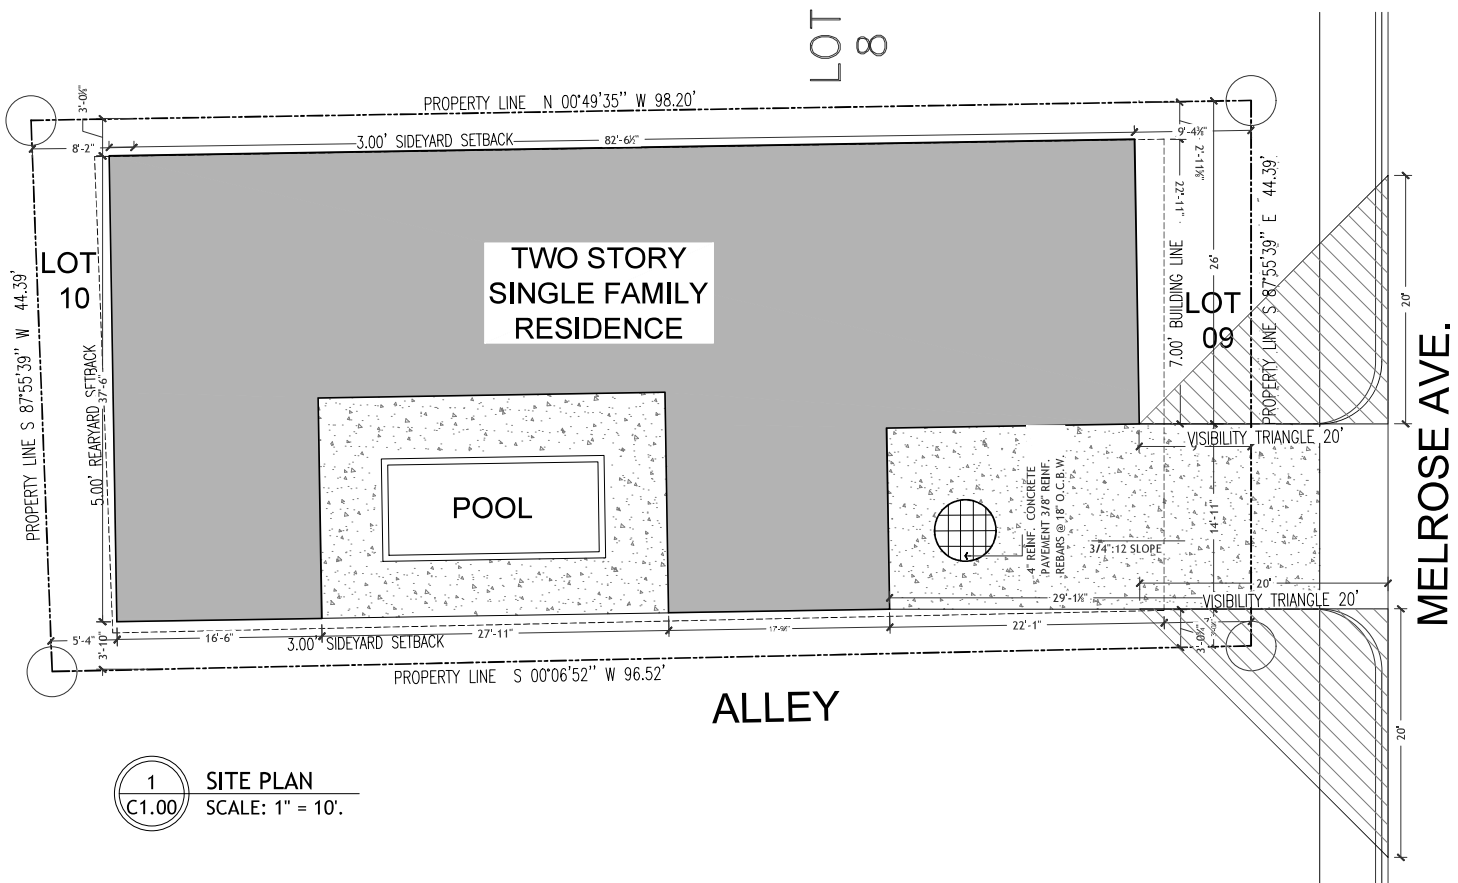 LOT
8
3'-0¼"
PROPERTY LINE N 00°49'35" W 98.20'
8'-2"
3.00' SIDEYARD SETBACK
82'-6½"
9'-4⅜"
2'-11⅝"
22'-11"
26'
7.00' BUILDING LINE
PROPERTY LINE S 87°55'39" E 44.39'
20'
LOT
10
PROPERTY LINE S 87°55'39" W 44.39'
5.00' REARYARD SETBACK
37'-6"
TWO STORY
SINGLE FAMILY
RESIDENCE
LOT
09
MELROSE AVE.
VISIBILITY TRIANGLE 20'
POOL
4" REINF. CONCRETE
PAVEMENT 3/8" REINF.
REBARS @ 18" O.C.B.W.
3/4":12 SLOPE
14'-11"
20'
29'-1⅛"
VISIBILITY TRIANGLE 20'
5'-4"
3'-10"
16'-6"
3.00' SIDEYARD SETBACK
27'-11"
22'-1"
3'-0¼"
20'
PROPERTY LINE S 00°06'52" W 96.52'
ALLEY
1
C1.00
SITE PLAN
SCALE: 1" = 10'.